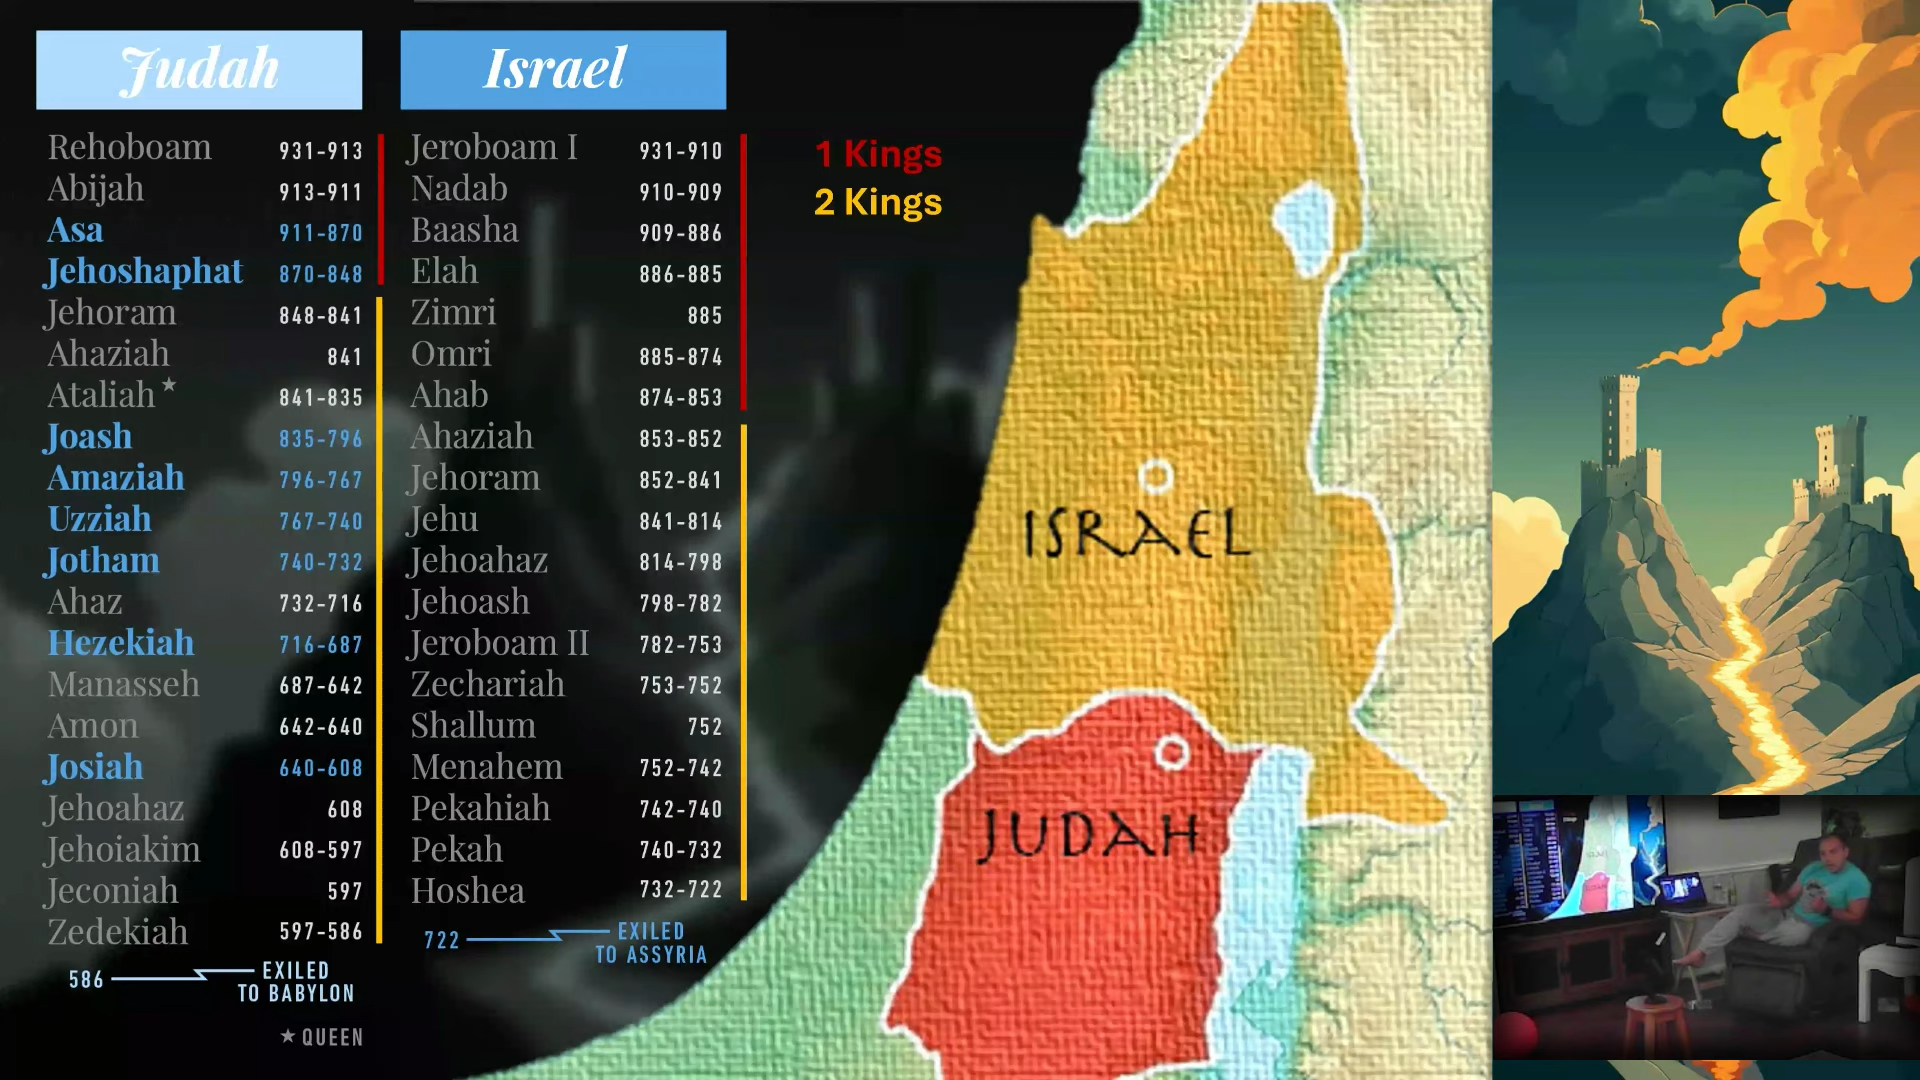 Judah
Rehoboam 931-913
Abijah 913-911
Asa 911-870
Jehoshaphat 870-848
Jehoram 848-841
Ahaziah 841
Ataliah ★ 841-835
Joash 835-796
Amaziah 796-767
Uzziah 767-740
Jotham 740-732
Ahaz 732-716
Hezekiah 716-687
Manasseh 687-642
Amon 642-640
Josiah 640-608
Jehoahaz 608
Jehoiakim 608-597
Jeconiah 597
Zedekiah 597-586
586 EXILED
TO BABYLON
★ QUEEN
Israel
Jeroboam I 931-910
Nadab 910-909
Baasha 909-886
Elah 886-885
Zimri 885
Omri 885-874
Ahab 874-853
Ahaziah 853-852
Jehoram 852-841
Jehu 841-814
Jehoahaz 814-798
Jehoash 798-782
Jeroboam II 782-753
Zechariah 753-752
Shallum 752
Menahem 752-742
Pekahiah 742-740
Pekah 740-732
Hoshea 732-722
722 EXILED
TO ASSYRIA
1 Kings
2 Kings
ISRAEL
JUDAH